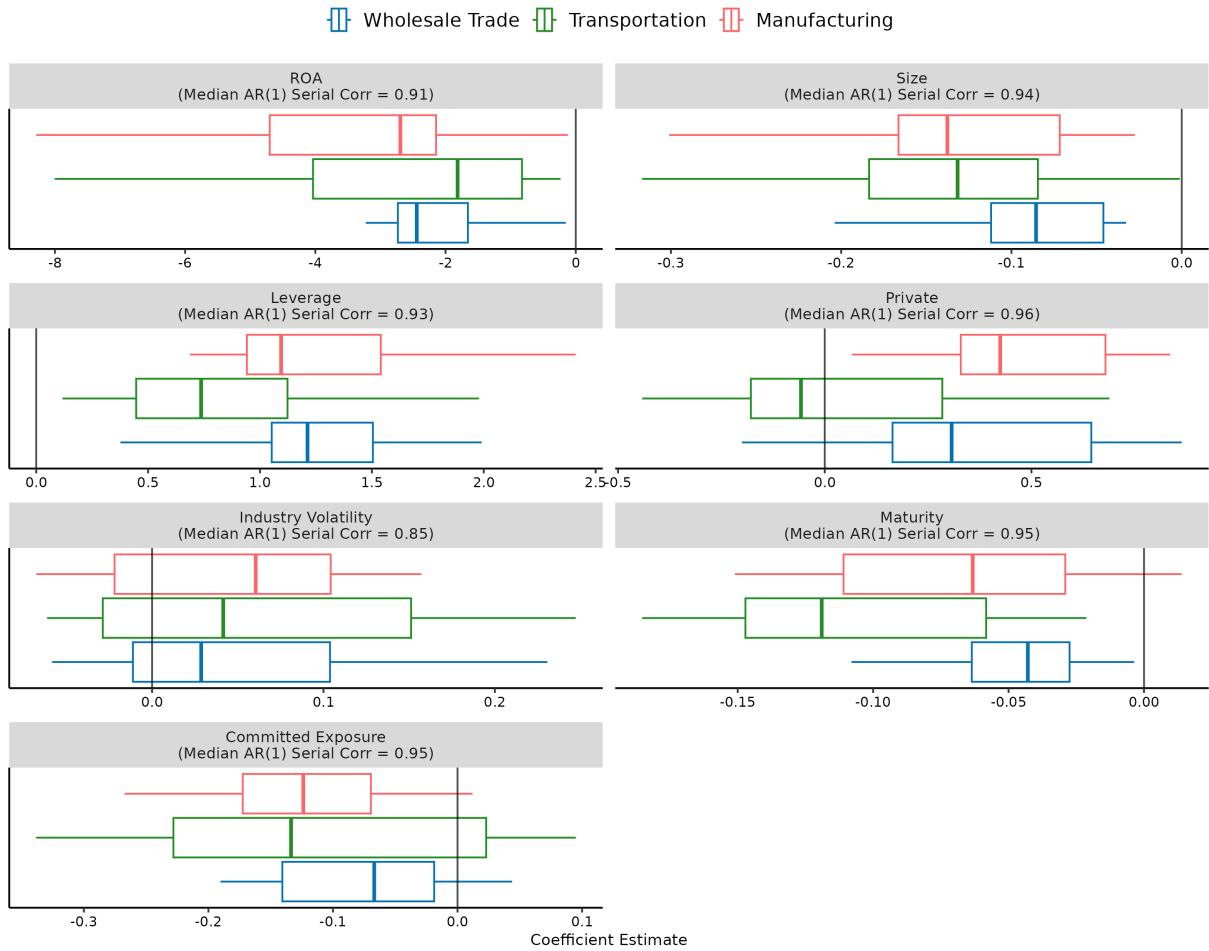 Wholesale Trade Transportation Manufacturing
ROA
(Median AR(1) Serial Corr = 0.91)
-8 -6 -4 -2 0
Size
(Median AR(1) Serial Corr = 0.94)
-0.3 -0.2 -0.1 0.0
Leverage
(Median AR(1) Serial Corr = 0.93)
0.0 0.5 1.0 1.5 2.0 2.5
Private
(Median AR(1) Serial Corr = 0.96)
-0.5 0.0 0.5
Industry Volatility
(Median AR(1) Serial Corr = 0.85)
0.0 0.1 0.2
Maturity
(Median AR(1) Serial Corr = 0.95)
-0.15 -0.10 -0.05 0.00
Committed Exposure
(Median AR(1) Serial Corr = 0.95)
-0.3 -0.2 -0.1 0.0 0.1
Coefficient Estimate